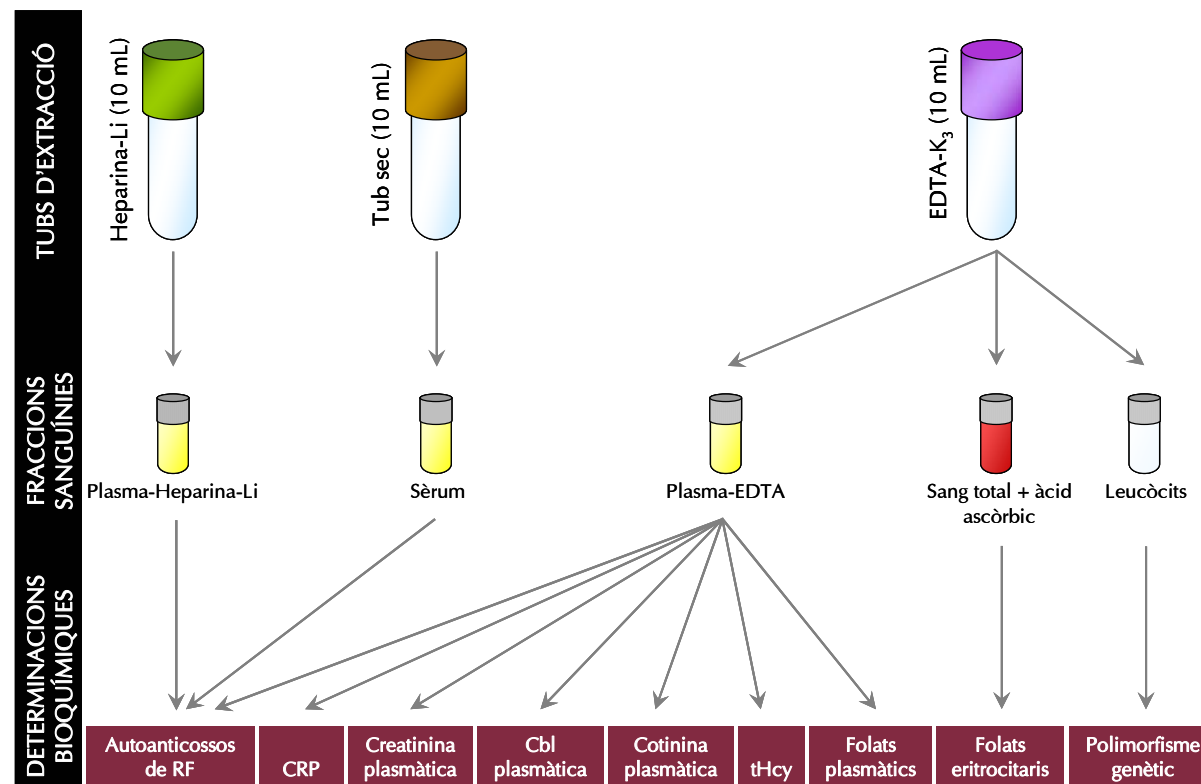 TUBS D'EXTRACCIÓ
Heparina-Li (10 mL)
Tub sec (10 mL)
EDTA-K₃ (10 mL)
FRACCIONS
SANGUÍNIES
Plasma-Heparina-Li
Sèrum
Plasma-EDTA
Sang total + àcid
ascòrbic
Leucòcits
DETERMINACIONS
BIOQUÍMIQUES
Autoanticossos
de RF
CRP
Creatinina
plasmàtica
Cbl
plasmàtica
Cotinina
plasmàtica
tHcy
Folats
plasmàtics
Folats
eritrocitaris
Polimorfisme
genètic